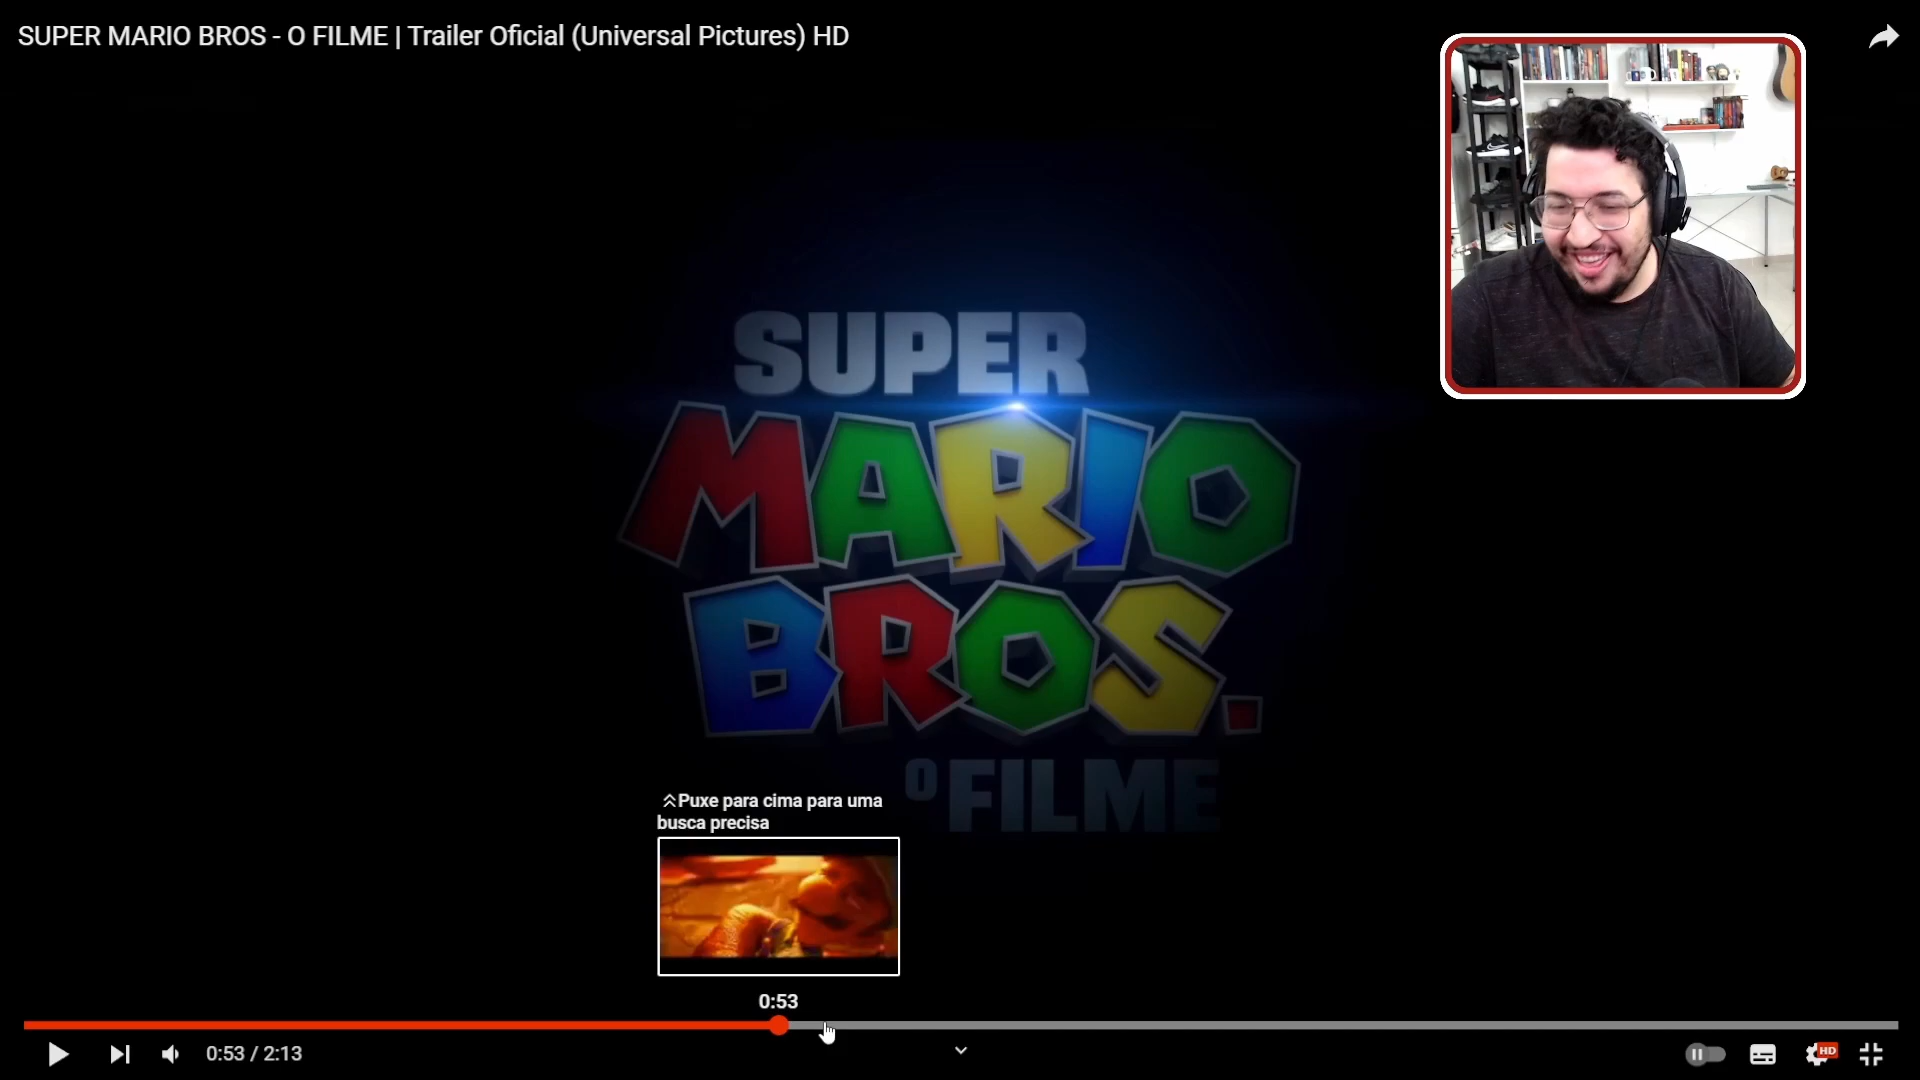 SUPER MARIO BROS - O FILME | Trailer Oficial (Universal Pictures) HD
SUPER
MARIO
BROS.
O FILME
Puxe para cima para uma
busca precisa
0:53
0:53 / 2:13
HD